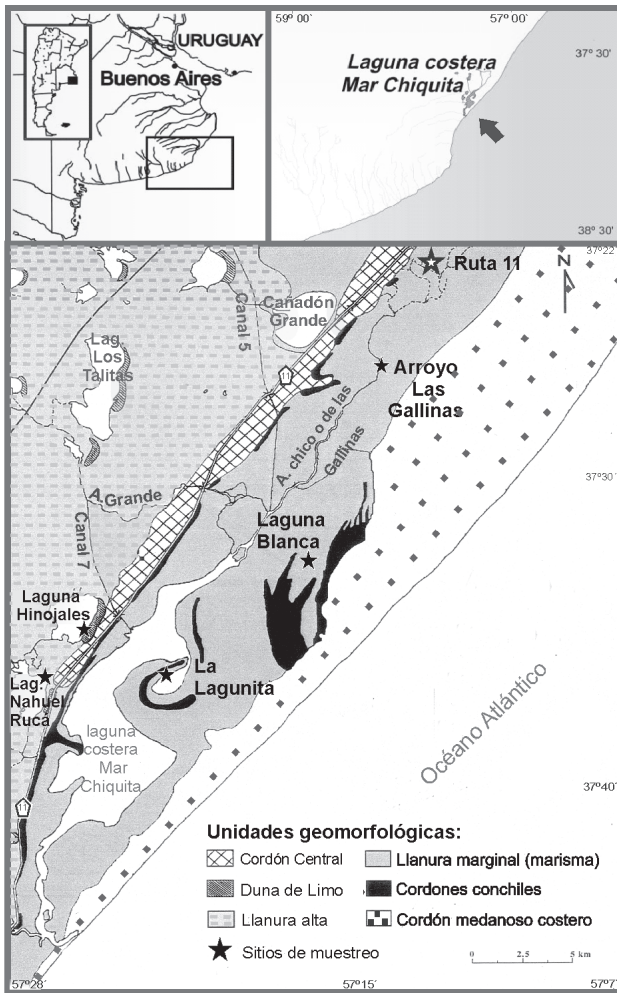 URUGUAY
Buenos Aires
59° 00'
57° 00'
37° 30'
Laguna costera
Mar Chiquita
38° 30'
37°22
Ruta 11
N
Cañadón
Grande
Canal 5
Lag.
Los
Talitas
11
Arroyo
Las
Gallinas
A. chico o de las
Gallinas
A. Grande
37°30
Canal 7
Laguna
Blanca
Laguna
Hinojales
La
Lagunita
Lag.
Nahuel
Ruca
laguna
costera
Mar
Chiquita
Océano Atlántico
37°40'
11
Unidades geomorfológicas:
Cordón Central
Llanura marginal (marisma)
Duna de Limo
Cordones conchiles
Llanura alta
Cordón medanoso costero
Sitios de muestreo
0 2.5 5 km
57°28'
57°15'
57°7